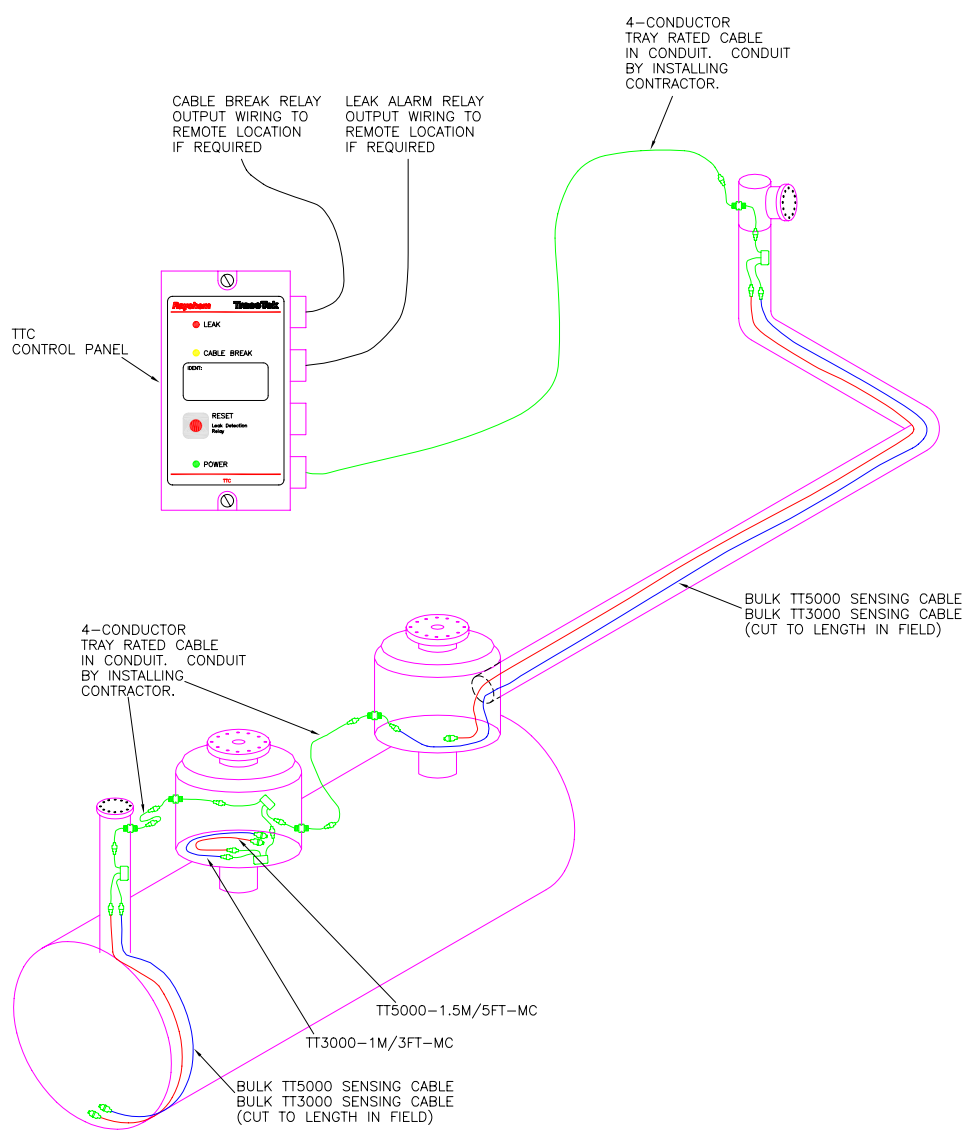 4-CONDUCTOR
TRAY RATED CABLE
IN CONDUIT. CONDUIT
BY INSTALLING
CONTRACTOR.
CABLE BREAK RELAY
OUTPUT WIRING TO
REMOTE LOCATION
IF REQUIRED
LEAK ALARM RELAY
OUTPUT WIRING TO
REMOTE LOCATION
IF REQUIRED
TTC
CONTROL PANEL
Raychem TraceTek
LEAK
CABLE BREAK
IDENT:
RESET
Leak Detection
Relay
POWER
TTC
BULK TT5000 SENSING CABLE
BULK TT3000 SENSING CABLE
(CUT TO LENGTH IN FIELD)
4-CONDUCTOR
TRAY RATED CABLE
IN CONDUIT. CONDUIT
BY INSTALLING
CONTRACTOR.
TT5000-1.5M/5FT-MC
TT3000-1M/3FT-MC
BULK TT5000 SENSING CABLE
BULK TT3000 SENSING CABLE
(CUT TO LENGTH IN FIELD)